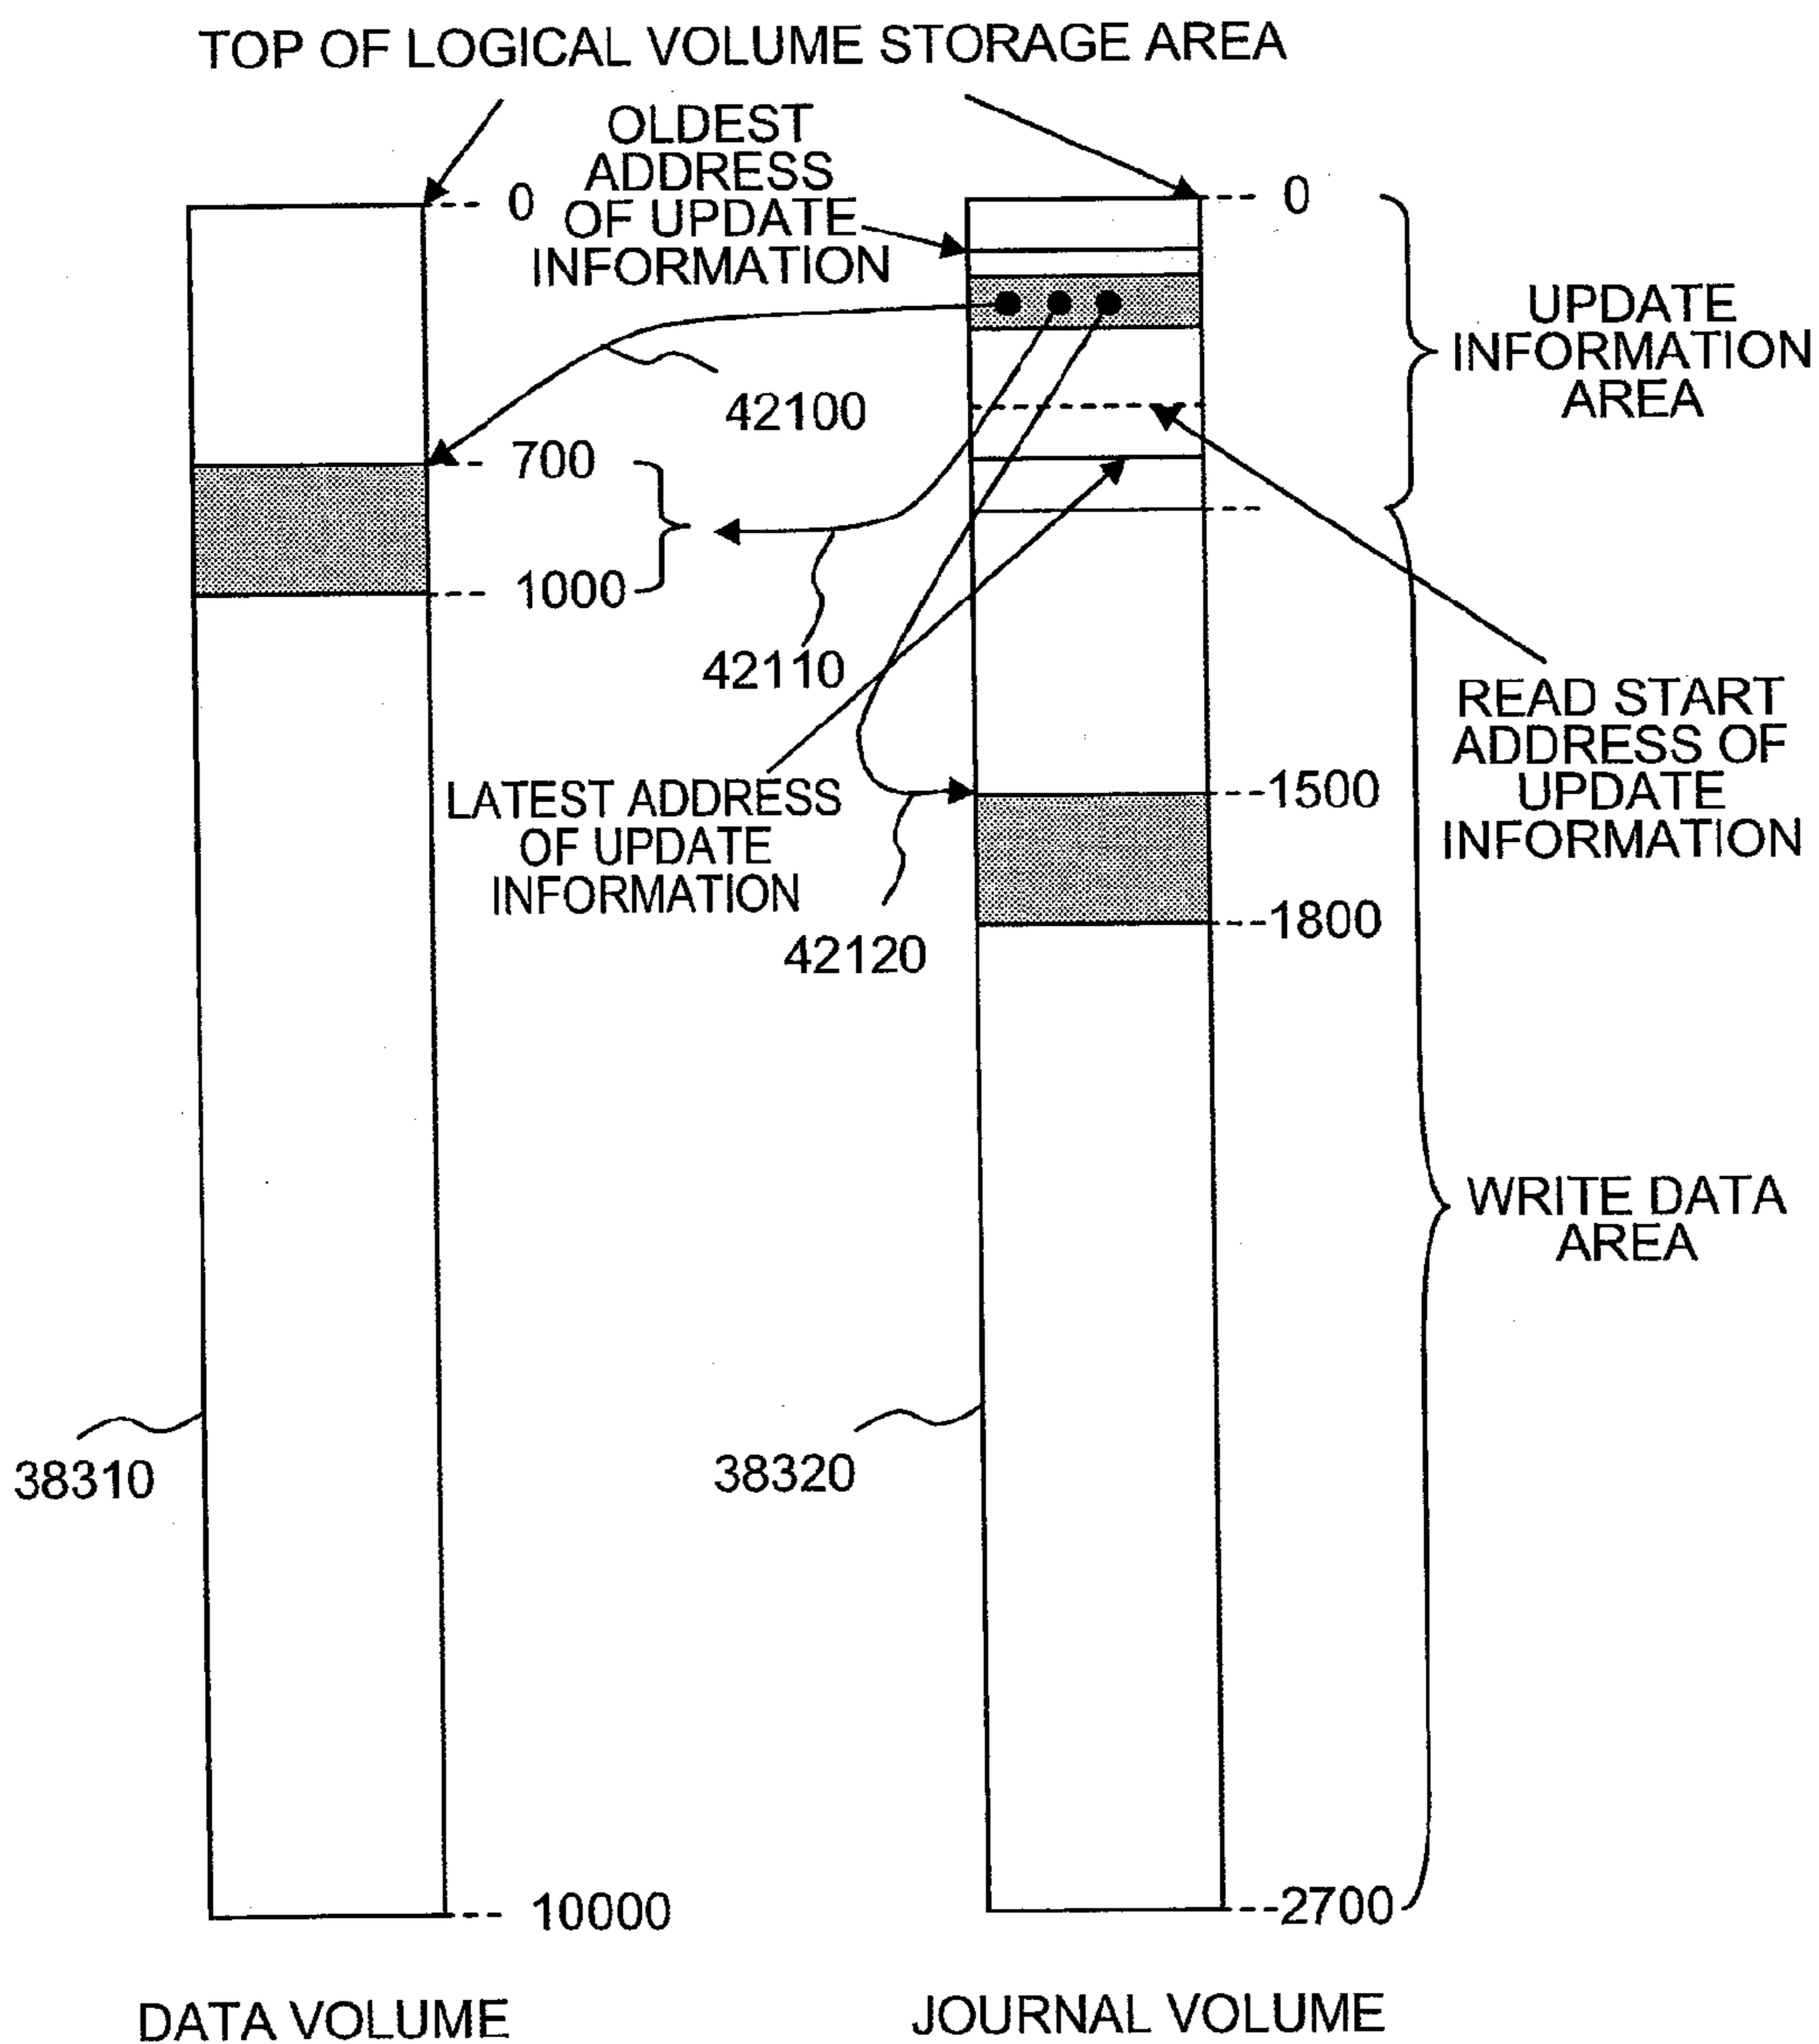 TOP OF LOGICAL VOLUME STORAGE AREA
OLDEST
ADDRESS
OF UPDATE
INFORMATION
0
0
UPDATE
INFORMATION
AREA
42100
700
1000
42110
READ START
ADDRESS OF
UPDATE
INFORMATION
LATEST ADDRESS
OF UPDATE
INFORMATION
1500
1800
42120
WRITE DATA
AREA
38310
38320
10000
2700
DATA VOLUME
JOURNAL VOLUME